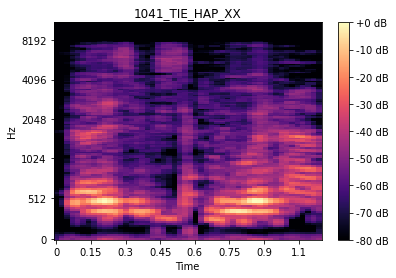 1041_TIE_HAP_XX
+0 dB
8192
-10 dB
4096
-20 dB
-30 dB
2048
Hz
-40 dB
1024
-50 dB
512
-60 dB
-70 dB
0
-80 dB
0 0.15 0.3 0.45 0.6 0.75 0.9 1.1
Time